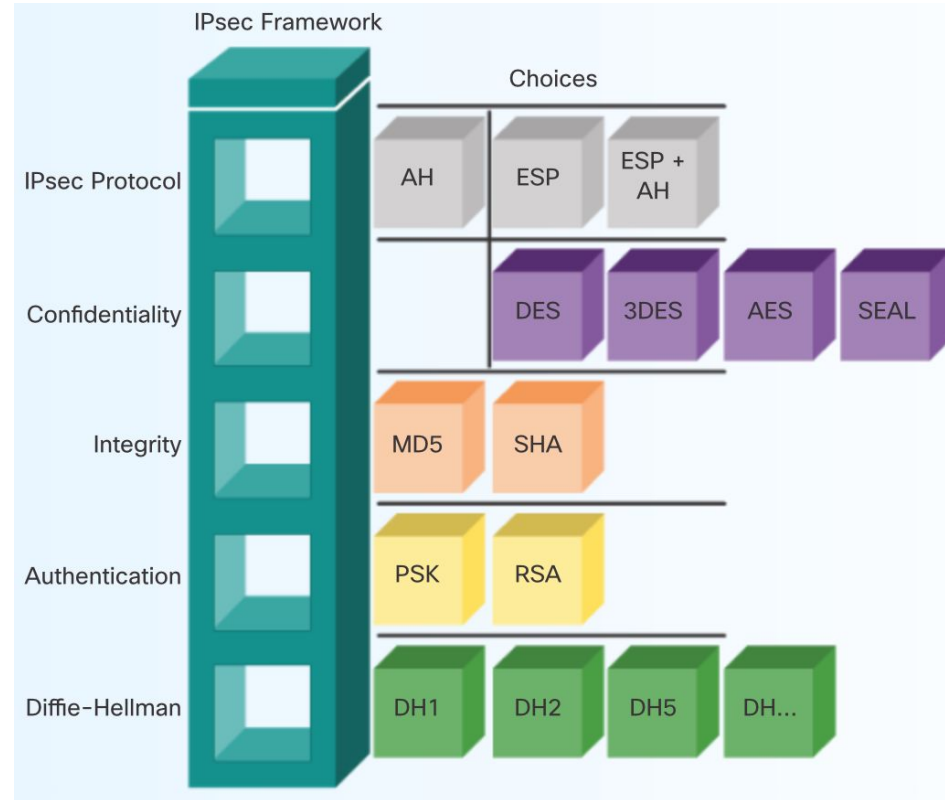 IPsec Framework
Choices
IPsec Protocol
AH
ESP
ESP +
AH
Confidentiality
DES
3DES
AES
SEAL
Integrity
MD5
SHA
Authentication
PSK
RSA
Diffie-Hellman
DH1
DH2
DH5
DH...